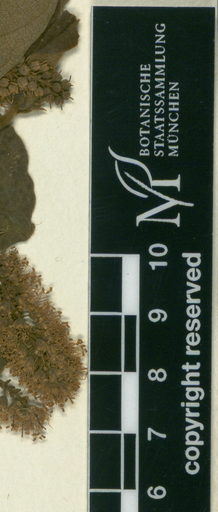 BOTANISCHE
STAATSSAMMLUNG
MÜNCHEN
M
10
9
8
7
6
copyright reserved